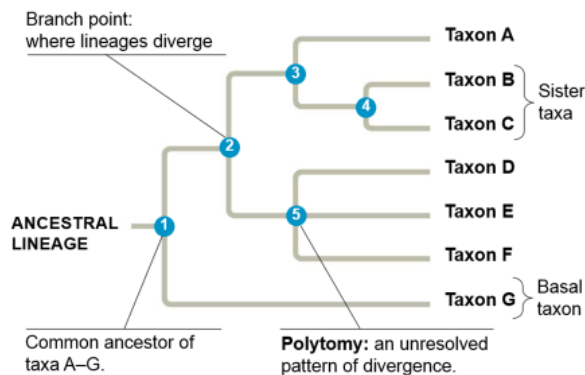 Branch point:
where lineages diverge
Taxon A
3
Taxon B
4
Sister
taxa
Taxon C
2
Taxon D
ANCESTRAL
LINEAGE
1
5
Taxon E
Taxon F
Taxon G
Basal
taxon
Common ancestor of
taxa A–G.
Polytomy: an unresolved
pattern of divergence.